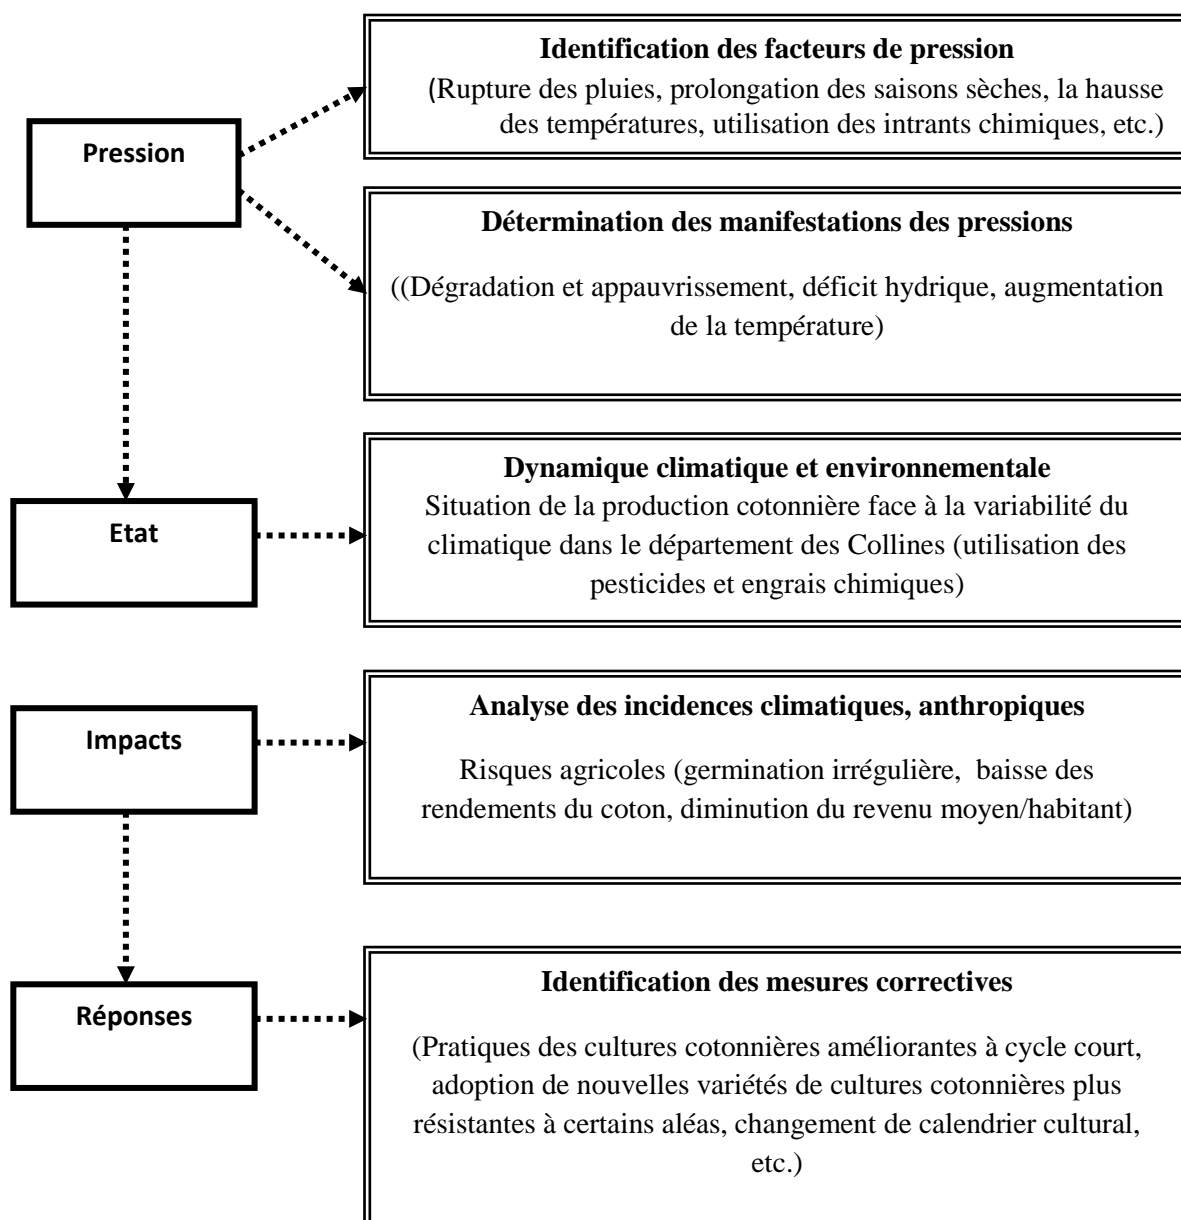 Identification des facteurs de pression
(Rupture des pluies, prolongation des saisons sèches, la hausse
des températures, utilisation des intrants chimiques, etc.)
Pression
Détermination des manifestations des pressions
((Dégradation et appauvrissement, déficit hydrique, augmentation
de la température)
Dynamique climatique et environnementale
Situation de la production cotonnière face à la variabilité du
climatique dans le département des Collines (utilisation des
pesticides et engrais chimiques)
Etat
Analyse des incidences climatiques, anthropiques
Risques agricoles (germination irrégulière,  baisse des
rendements du coton, diminution du revenu moyen/habitant)
Impacts
Identification des mesures correctives
(Pratiques des cultures cotonnières améliorantes à cycle court,
adoption de nouvelles variétés de cultures cotonnières plus
résistantes à certains aléas, changement de calendrier cultural,
etc.)
Réponses